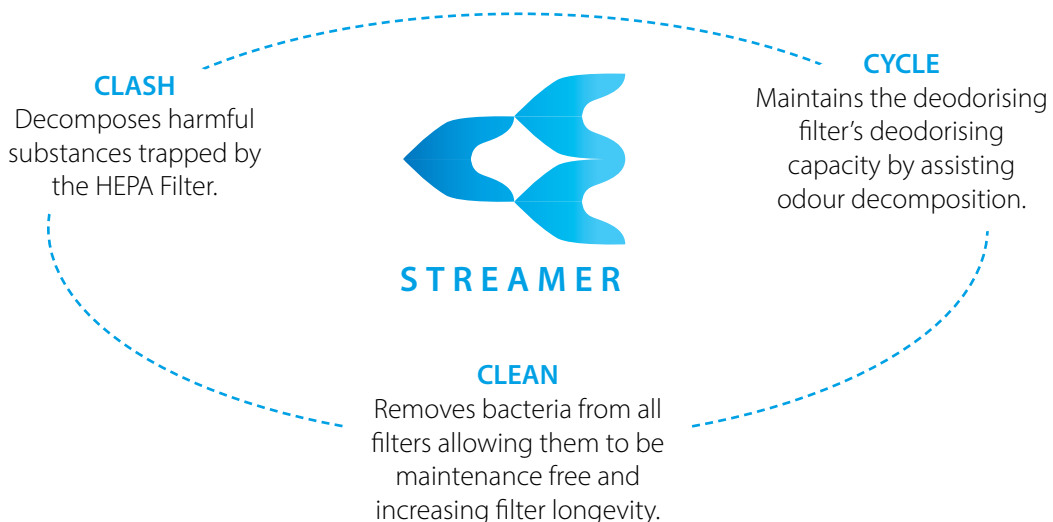 CLASH
Decomposes harmful
substances trapped by
the HEPA Filter.
STREAMER
CYCLE
Maintains the deodorising
filter’s deodorising
capacity by assisting
odour decomposition.
CLEAN
Removes bacteria from all
filters allowing them to be
maintenance free and
increasing filter longevity.